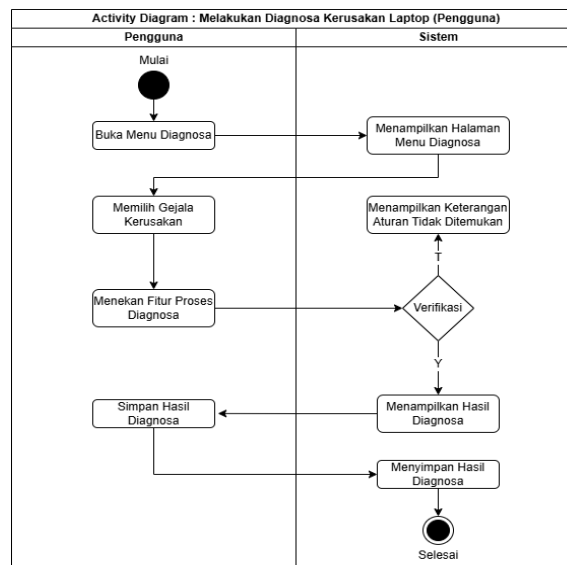 Activity Diagram : Melakukan Diagnosa Kerusakan Laptop (Pengguna)
Pengguna
Sistem
Mulai
Buka Menu Diagnosa
Menampilkan Halaman
Menu Diagnosa
Memilih Gejala
Kerusakan
Menampilkan Keterangan
Aturan Tidak Ditemukan
T
Menekan Fitur Proses
Diagnosa
Verifikasi
Y
Simpan Hasil
Diagnosa
Menampilkan Hasil
Diagnosa
Menyimpan Hasil
Diagnosa
Selesai